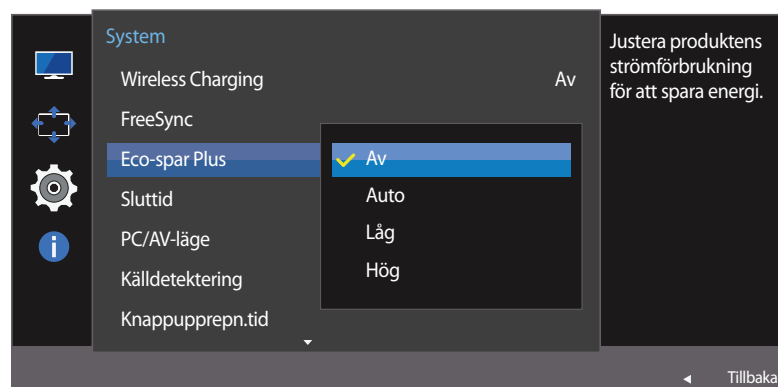 System
Wireless Charging Av
FreeSync
Eco-spar Plus
Sluttid
PC/AV-läge
Källdetektering
Knappupprepn.tid
Av
Auto
Låg
Hög
Justera produktens
strömförbrukning
för att spara energi.
Tillbaka